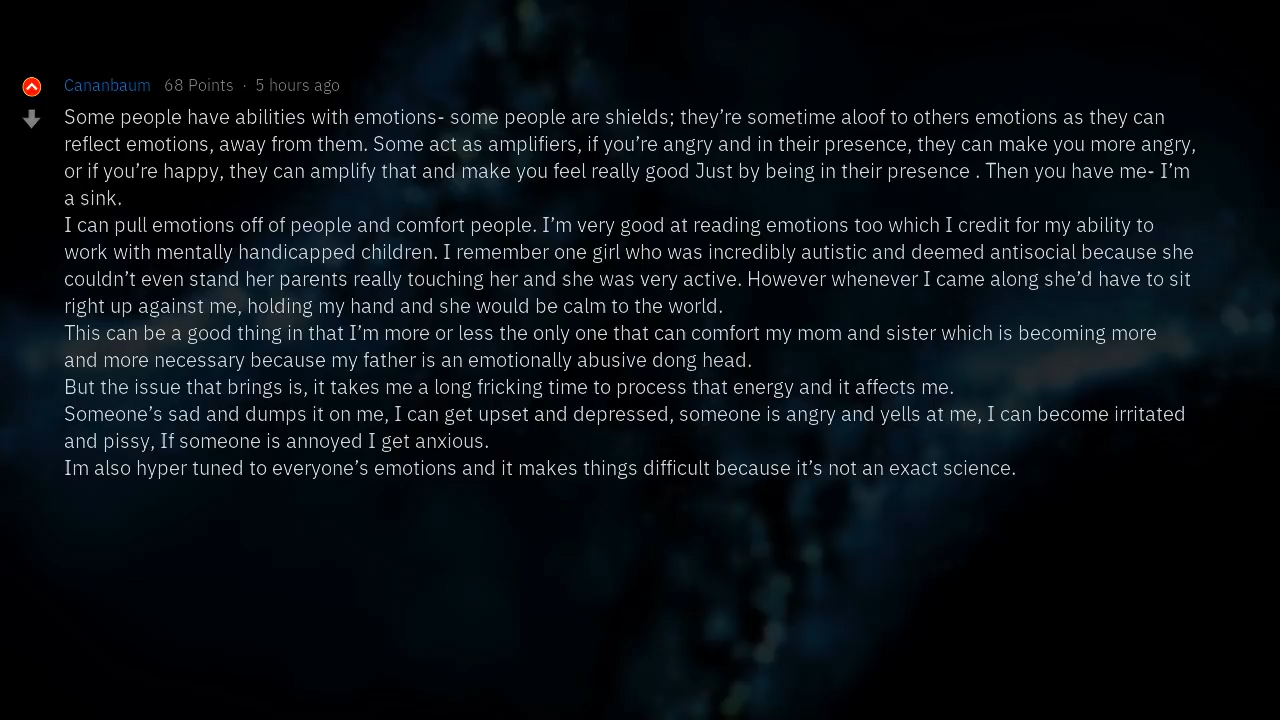 Cananbaum 68 Points · 5 hours ago
Some people have abilities with emotions- some people are shields; they’re sometime aloof to others emotions as they can
reflect emotions, away from them. Some act as amplifiers, if you’re angry and in their presence, they can make you more angry,
or if you’re happy, they can amplify that and make you feel really good Just by being in their presence . Then you have me- I’m
a sink.
I can pull emotions off of people and comfort people. I’m very good at reading emotions too which I credit for my ability to
work with mentally handicapped children. I remember one girl who was incredibly autistic and deemed antisocial because she
couldn’t even stand her parents really touching her and she was very active. However whenever I came along she’d have to sit
right up against me, holding my hand and she would be calm to the world.
This can be a good thing in that I’m more or less the only one that can comfort my mom and sister which is becoming more
and more necessary because my father is an emotionally abusive dong head.
But the issue that brings is, it takes me a long fricking time to process that energy and it affects me.
Someone’s sad and dumps it on me, I can get upset and depressed, someone is angry and yells at me, I can become irritated
and pissy, If someone is annoyed I get anxious.
Im also hyper tuned to everyone’s emotions and it makes things difficult because it’s not an exact science.